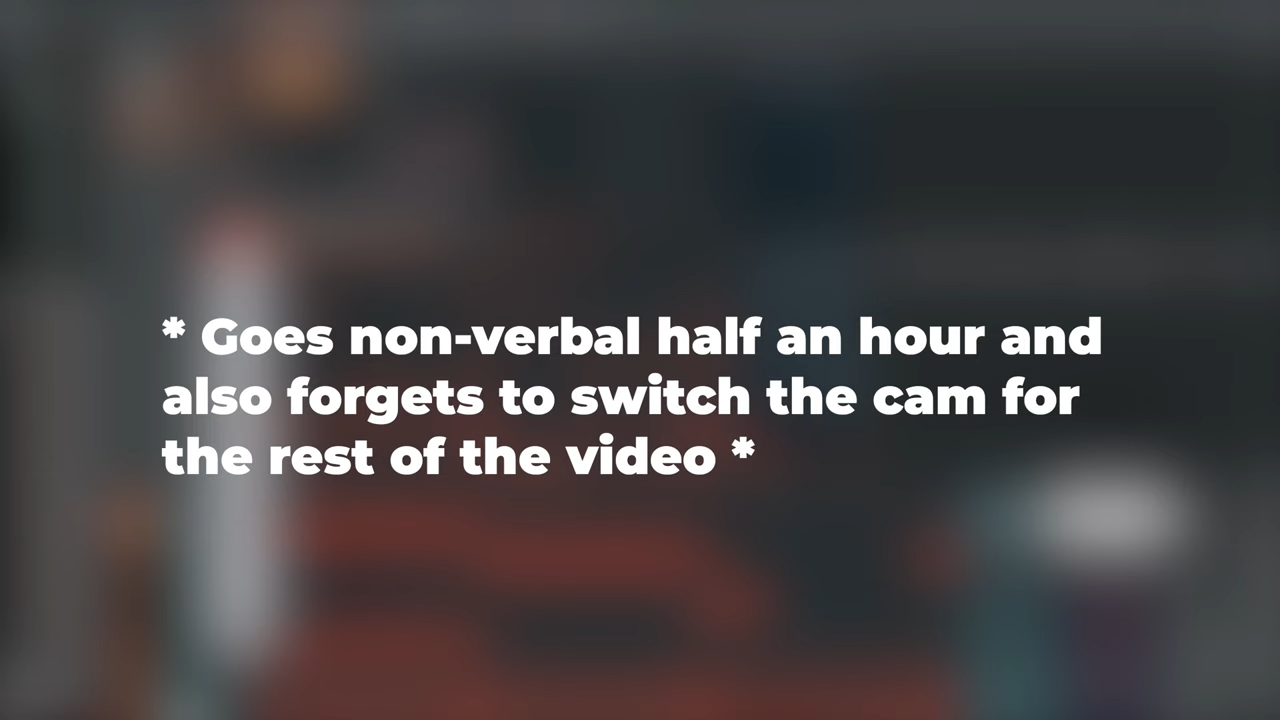 * Goes non-verbal half an hour and
also forgets to switch the cam for
the rest of the video *